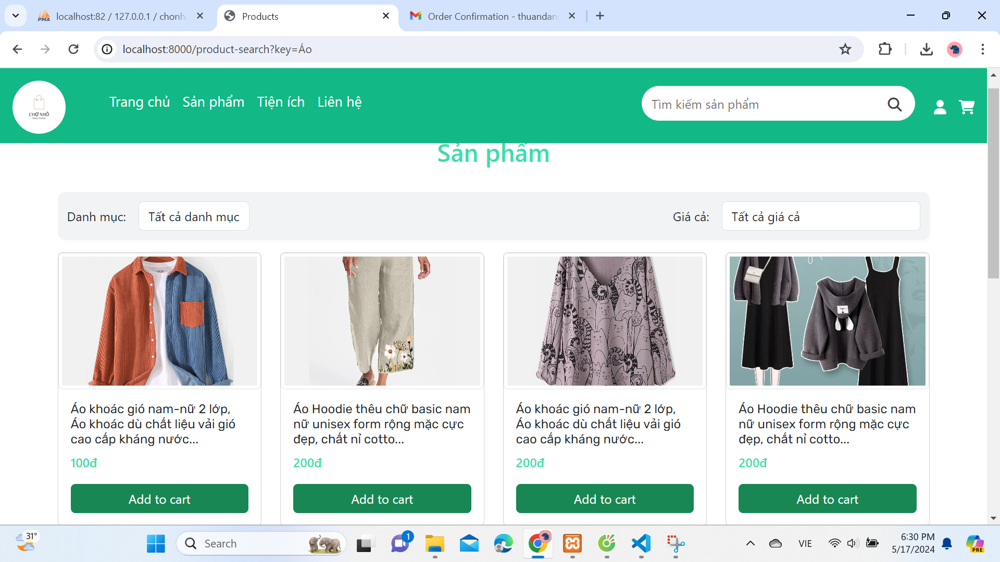 localhost:82 / 127.0.0.1 / chonh
Products
Order Confirmation - thuandan
localhost:8000/product-search?key=Áo
CHỢ NHỎ
Shop Online
Trang chủ
Sản phẩm
Tiện ích
Liên hệ
Tìm kiếm sản phẩm
Sản phẩm
Danh mục:
Tất cả danh mục
Giá cả:
Tất cả giá cả
Áo khoác gió nam-nữ 2 lớp,
Áo khoác dù chất liệu vải gió
cao cấp kháng nước...
100đ
Add to cart
Áo Hoodie thêu chữ basic nam
nữ unisex form rộng mặc cực
đẹp, chất nỉ cotto...
200đ
Add to cart
Áo khoác gió nam-nữ 2 lớp,
Áo khoác dù chất liệu vải gió
cao cấp kháng nước...
200đ
Add to cart
Áo Hoodie thêu chữ basic nam
nữ unisex form rộng mặc cực
đẹp, chất nỉ cotto...
200đ
Add to cart
31°
Search
1
VIE
6:30 PM
5/17/2024
PRE